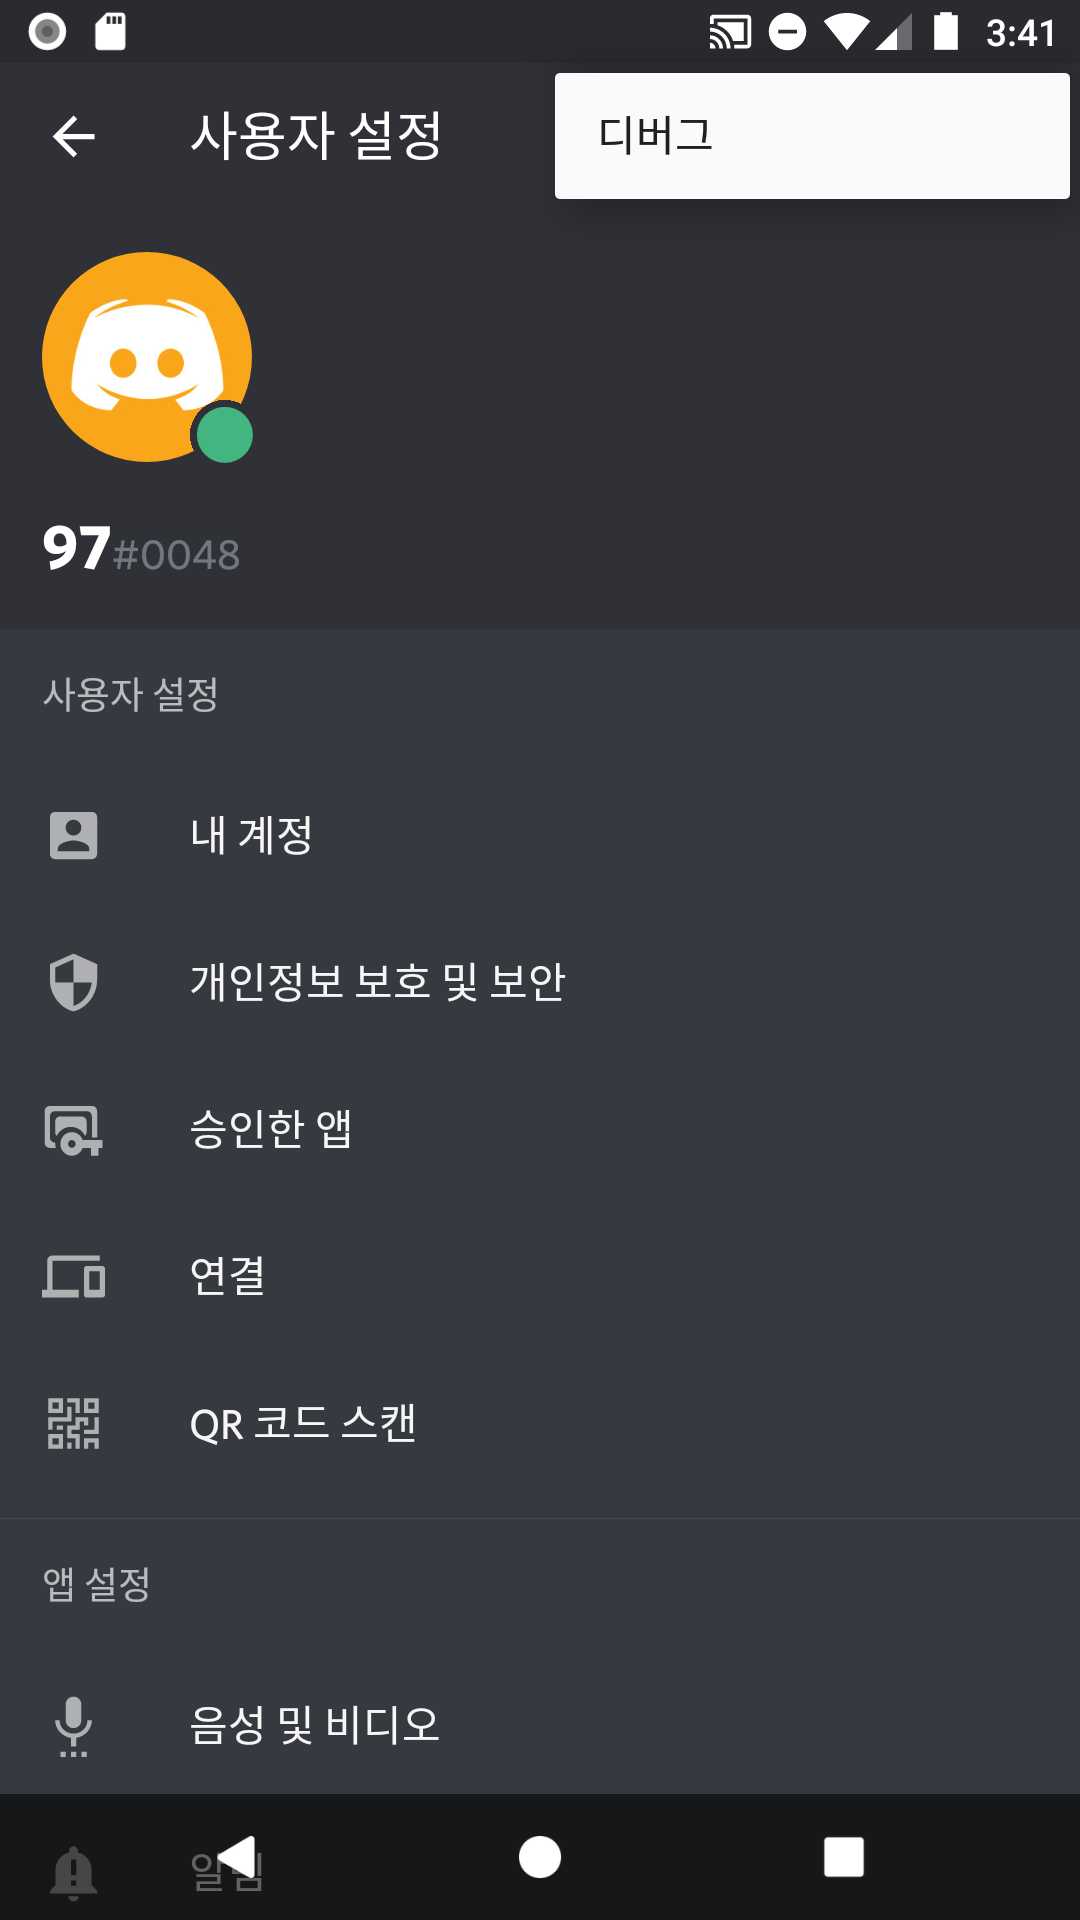 3:41
사용자 설정
디버그
97#0048
사용자 설정
내 계정
개인정보 보호 및 보안
승인한 앱
연결
QR 코드 스캔
앱 설정
음성 및 비디오
알림